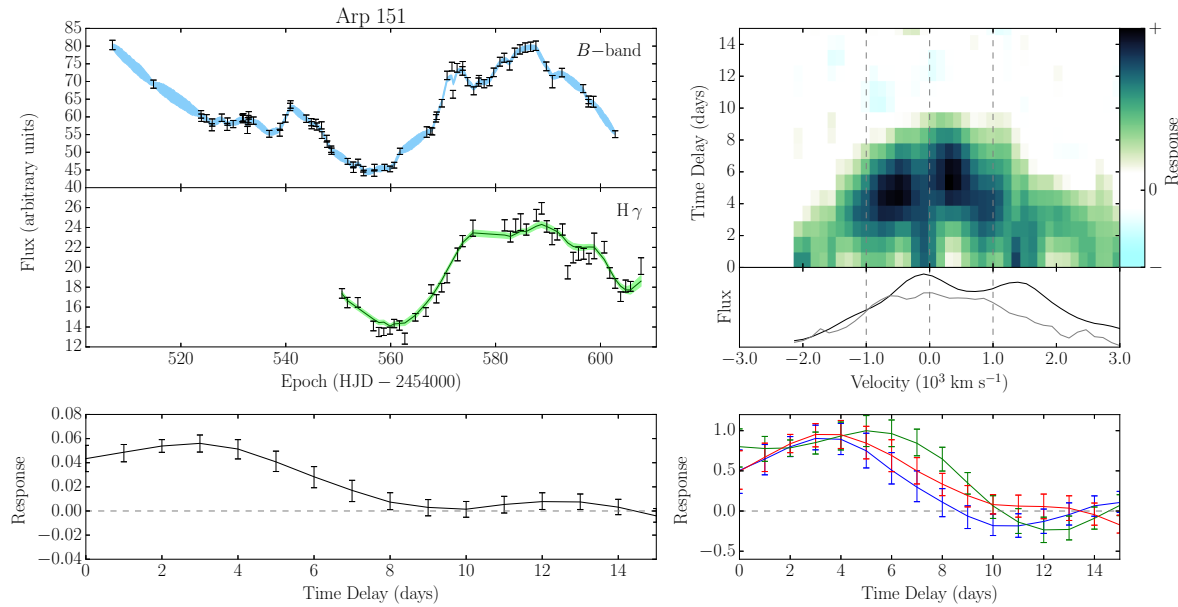 Arp 151
85
80
75
70
65
60
55
50
45
40
B−band
26
24
22
20
18
16
14
12
Hγ
Flux (arbitrary units)
520 540 560 580 600
Epoch (HJD − 2454000)
14
12
10
8
6
4
2
0
Time Delay (days)
+
0
−
Response
Flux
−3.0 −2.0 −1.0 0.0 1.0 2.0 3.0
Velocity (10³ km s⁻¹)
0.08
0.06
0.04
0.02
0.00
−0.02
−0.04
Response
0 2 4 6 8 10 12 14
Time Delay (days)
1.0
0.5
0.0
−0.5
Response
0 2 4 6 8 10 12 14
Time Delay (days)